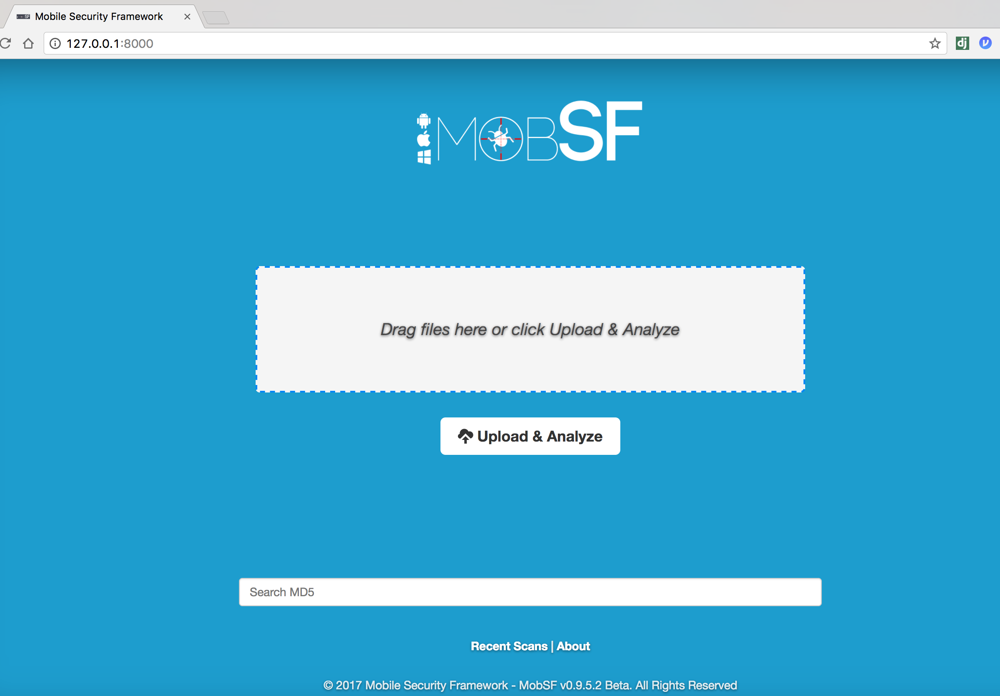 Mobile Security Framework
127.0.0.1:8000
MOBSF
Drag files here or click Upload & Analyze
Upload & Analyze
Search MD5
Recent Scans | About
© 2017 Mobile Security Framework - MobSF v0.9.5.2 Beta. All Rights Reserved